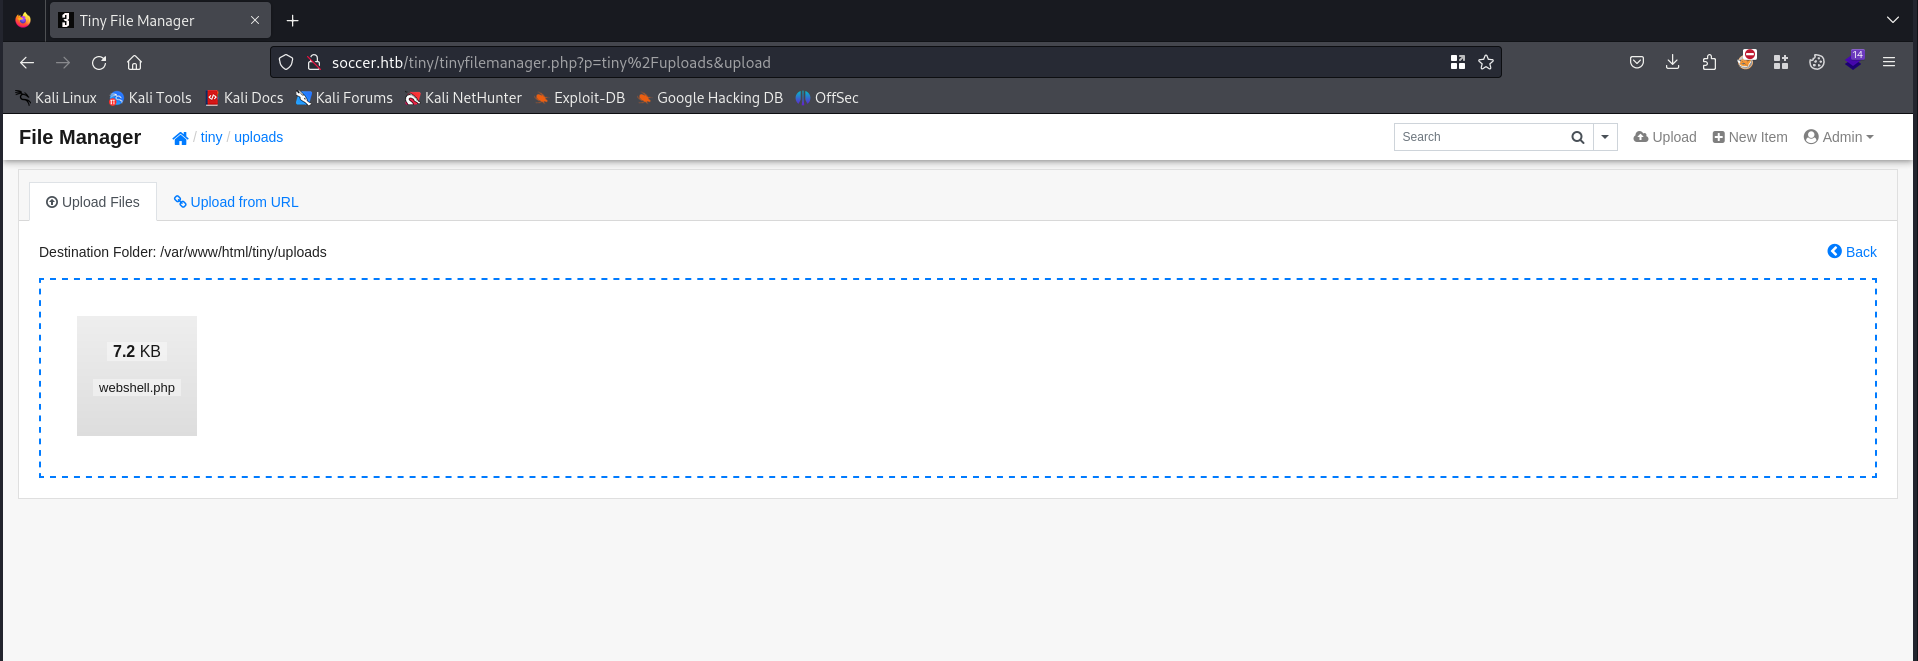 Tiny File Manager
soccer.htb/tiny/tinyfilemanager.php?p=tiny%2Fuploads&upload
14
Kali Linux Kali Tools Kali Docs Kali Forums Kali NetHunter Exploit-DB Google Hacking DB OffSec
File Manager / tiny / uploads Search Upload New Item Admin
Upload Files Upload from URL
Destination Folder: /var/www/html/tiny/uploads Back
7.2 KB
webshell.php